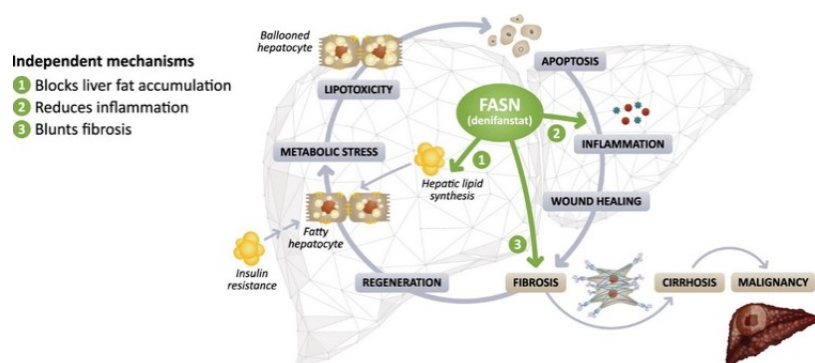 Independent mechanisms
1 Blocks liver fat accumulation
2 Reduces inflammation
3 Blunts fibrosis
Ballooned
hepatocyte
APOPTOSIS
LIPOTOXICITY
FASN
(denifanstat)
2
INFLAMMATION
METABOLIC STRESS
1
Hepatic lipid
synthesis
WOUND HEALING
Fatty
hepatocyte
3
Insulin
resistance
REGENERATION
FIBROSIS
CIRRHOSIS
MALIGNANCY